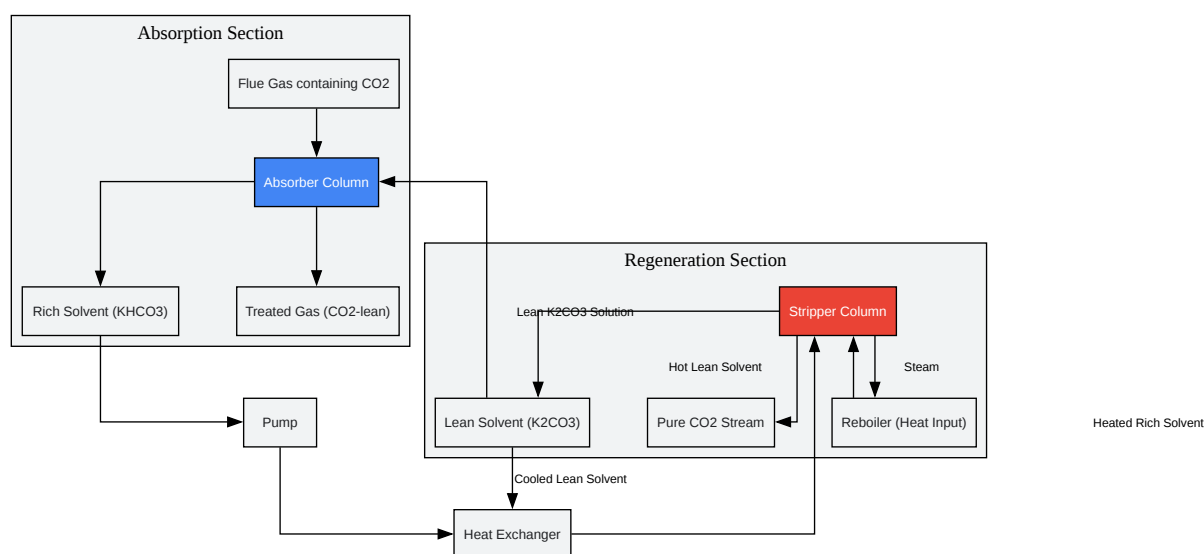 Absorption Section
Flue Gas containing CO2
Absorber Column
Rich Solvent (KHCO3)
Treated Gas (CO2-lean)
Regeneration Section
Lean K2CO3 Solution
Stripper Column
Hot Lean Solvent
Steam
Pump
Lean Solvent (K2CO3)
Pure CO2 Stream
Reboiler (Heat Input)
Heated Rich Solvent
Cooled Lean Solvent
Heat Exchanger